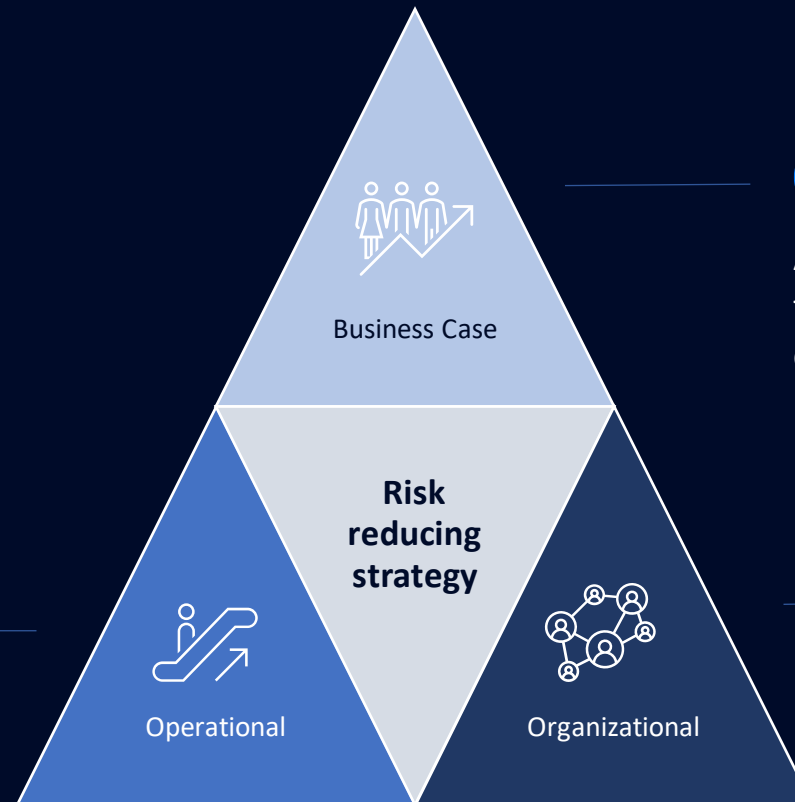 Business Case
Risk
reducing
strategy
Operational
Organizational